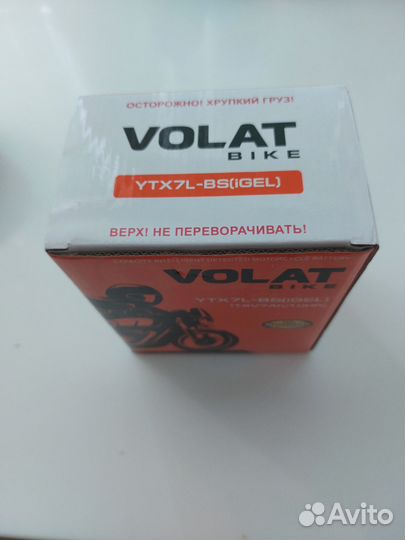 ОСТОРОЖНО! ХРУПКИЙ ГРУЗ!
VOLAT
BIKE
YTX7L-BS(iGEL)
ВЕРХ! НЕ ПЕРЕВОРАЧИВАТЬ!
VOLAT
BIKE
YTX7L-BS(iGEL)
Avito